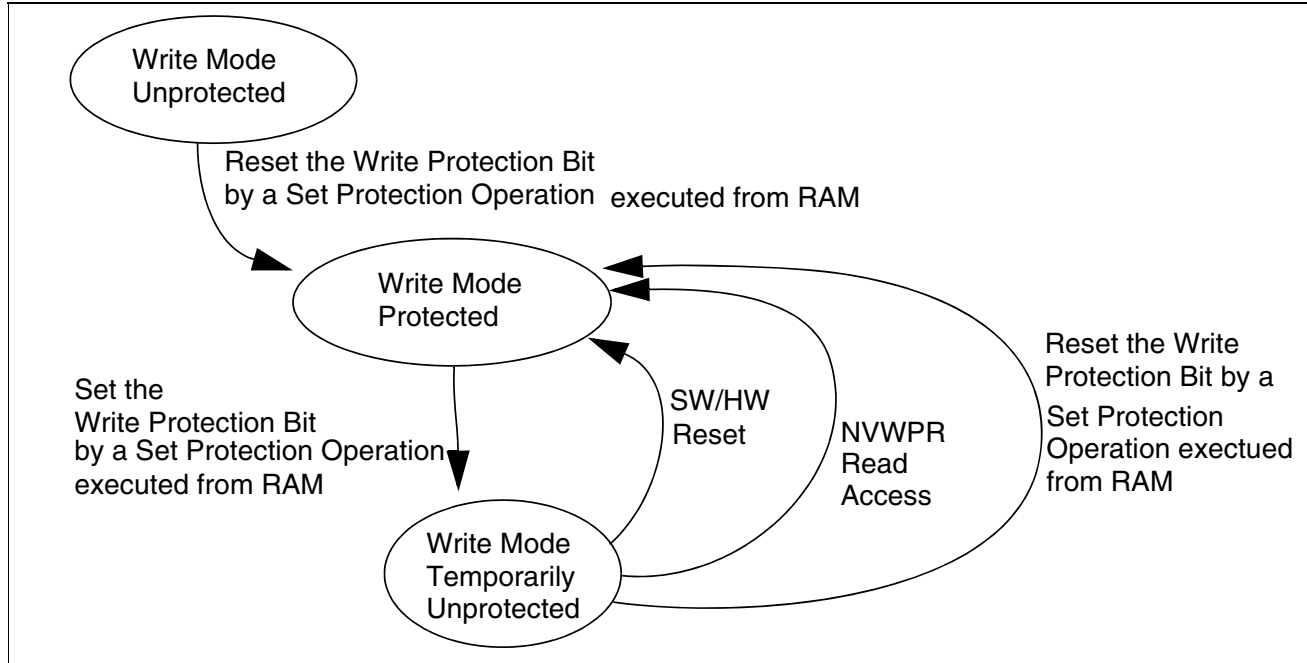 Write Mode
Unprotected
Reset the Write Protection Bit
by a Set Protection Operation executed from RAM
Write Mode
Protected
Set the
Write Protection Bit
by a Set Protection Operation
executed from RAM
SW/HW
Reset
NVWPR
Read
Access
Reset the Write
Protection Bit by a
Set Protection
Operation exectued
from RAM
Write Mode
Temporarily
Unprotected